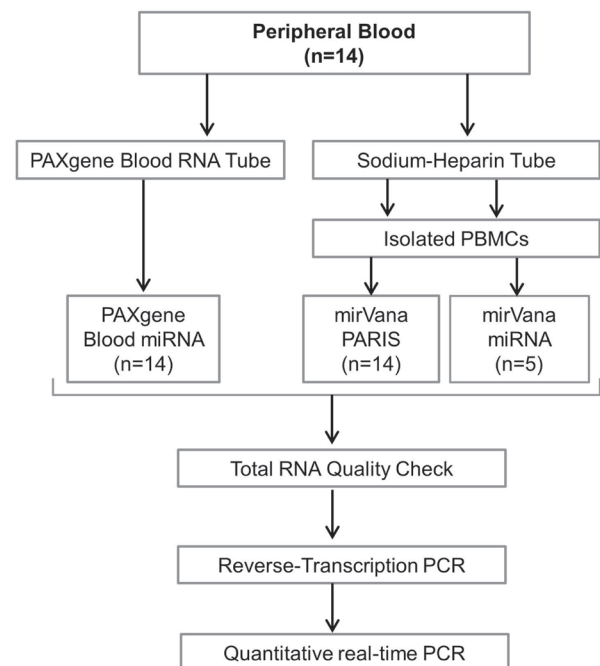 Peripheral Blood
(n=14)
PAXgene Blood RNA Tube
Sodium-Heparin Tube
Isolated PBMCs
PAXgene
Blood miRNA
(n=14)
mirVana
PARIS
(n=14)
mirVana
miRNA
(n=5)
Total RNA Quality Check
Reverse-Transcription PCR
Quantitative real-time PCR